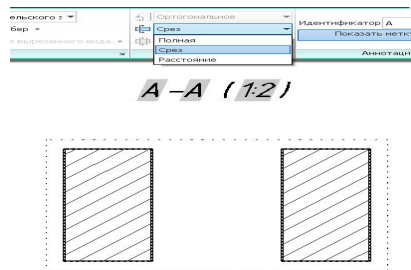 ельского з Ортогональное
бер Срез Идентификатор А
вырезанного вида Полная Показать метк
Срез Аннотаци
Расстояние
А-А (1:2)